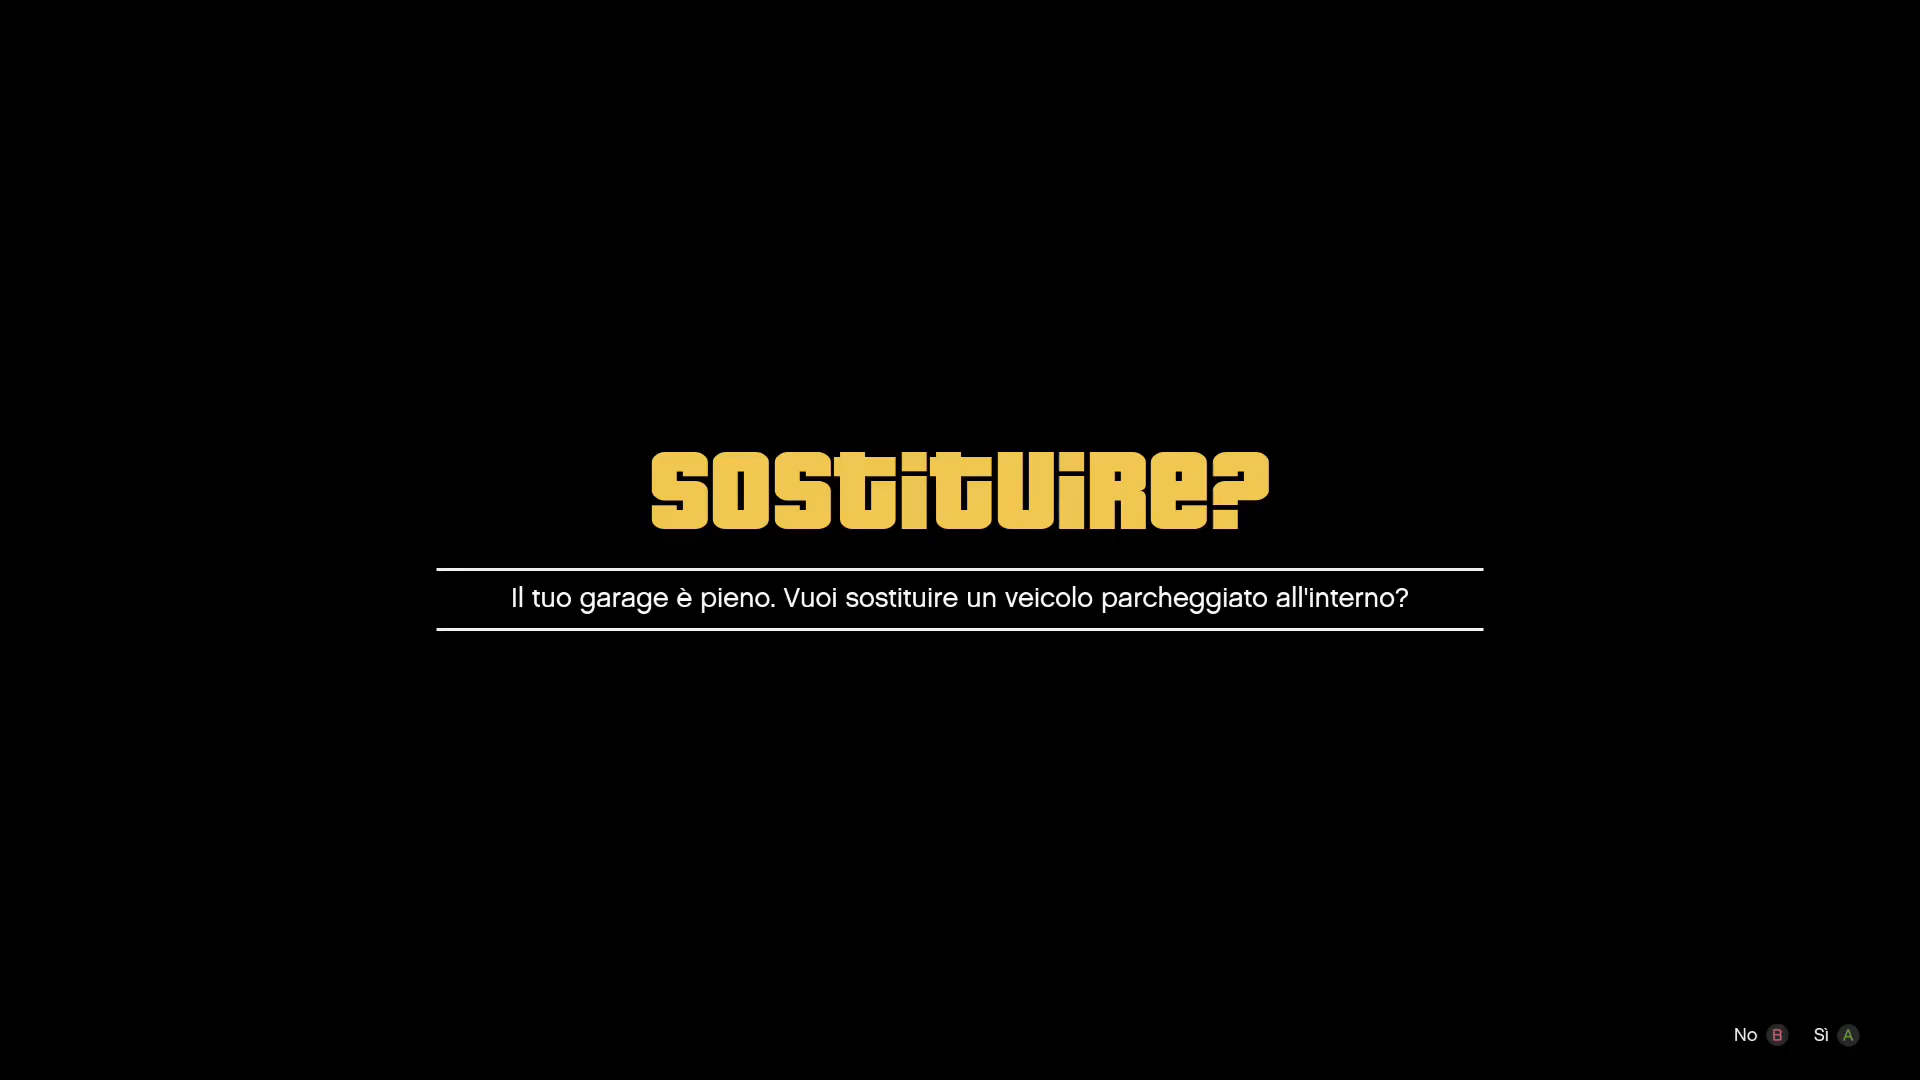 sostituire?
Il tuo garage è pieno. Vuoi sostituire un veicolo parcheggiato all'interno?
No B Sì A